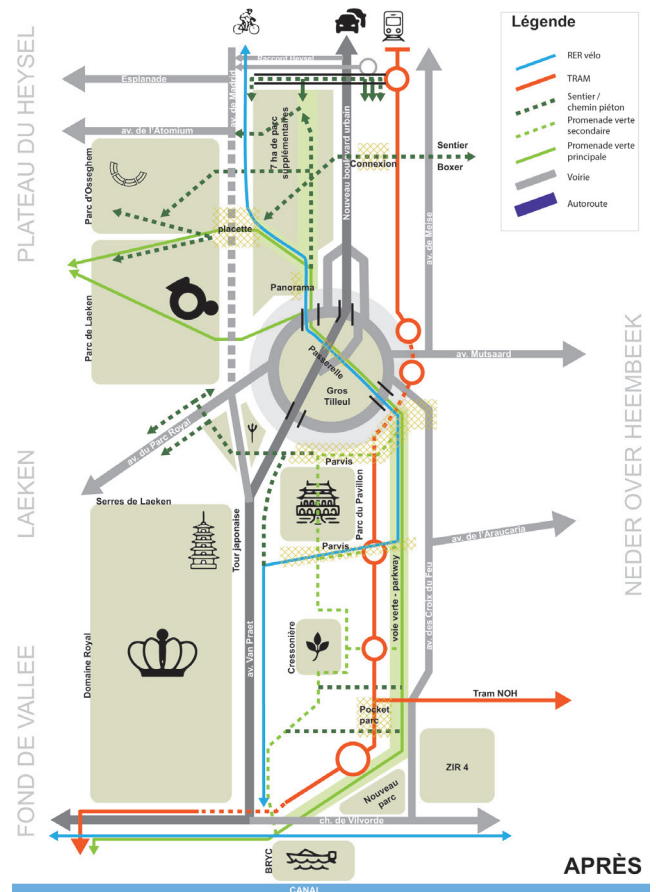 Légende
RER vélo
TRAM
Sentier /
chemin piéton
Promenade verte
secondaire
Promenade verte
principale
Voirie
Autoroute
PLATEAU DU HEYSEL
LAEKEN
FOND DE VALLEE
NEDER OVER HEEMBEEK
Raccord Heysel
Esplanade
av. de Madrid
av. de l'Atomium
7 ha de parc
supplémentaires
Nouveau boulevard urbain
Connexion
Sentier
Boxer
av. de Meise
Parc d'Osseghem
placette
Parc de Laeken
Panorama
Passerelle
Gros
Tilleul
av. Mutsaard
av. du Parc Royal
Parvis
Serres de Laeken
Tour japonaise
Parc du Pavillon
Parvis
av. de l'Araucaria
voie verte - parkway
av. des Croix du Feu
Domaine Royal
av. Van Praet
Cressonière
Tram NOH
Pocket
parc
ZIR 4
Nouveau
parc
ch. de Vilvorde
BRYC
APRÈS
CANAL